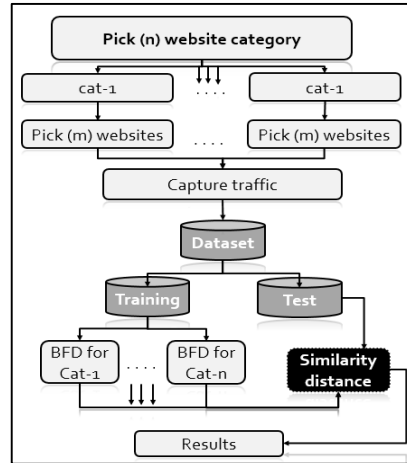 Pick (n) website category
cat-1
. . . .
cat-1
Pick (m) websites
. . . .
Pick (m) websites
Capture traffic
Dataset
Training
Test
BFD for
Cat-1
. . . .
BFD for
Cat-n
Similarity
distance
Results